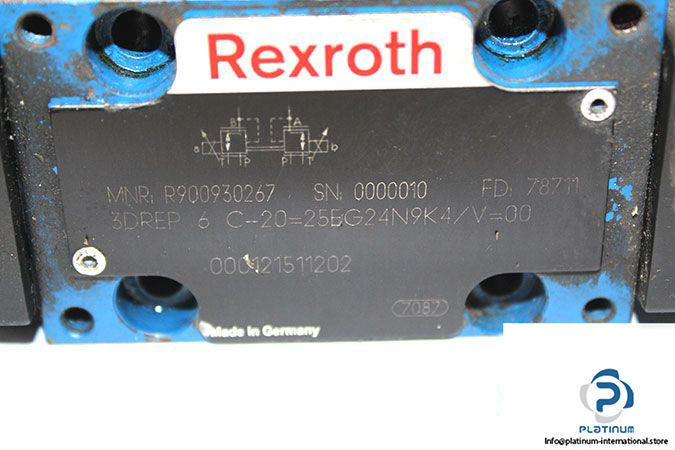 Rexroth
B A
a b
P T P T
MNR: R900930267 SN: 0000010 FD: 78711
3DREP 6 C-20=25EG24N9K4/V=00
000121511202
7087
Made in Germany
P
PLATINUM
Info@platinum-international.store